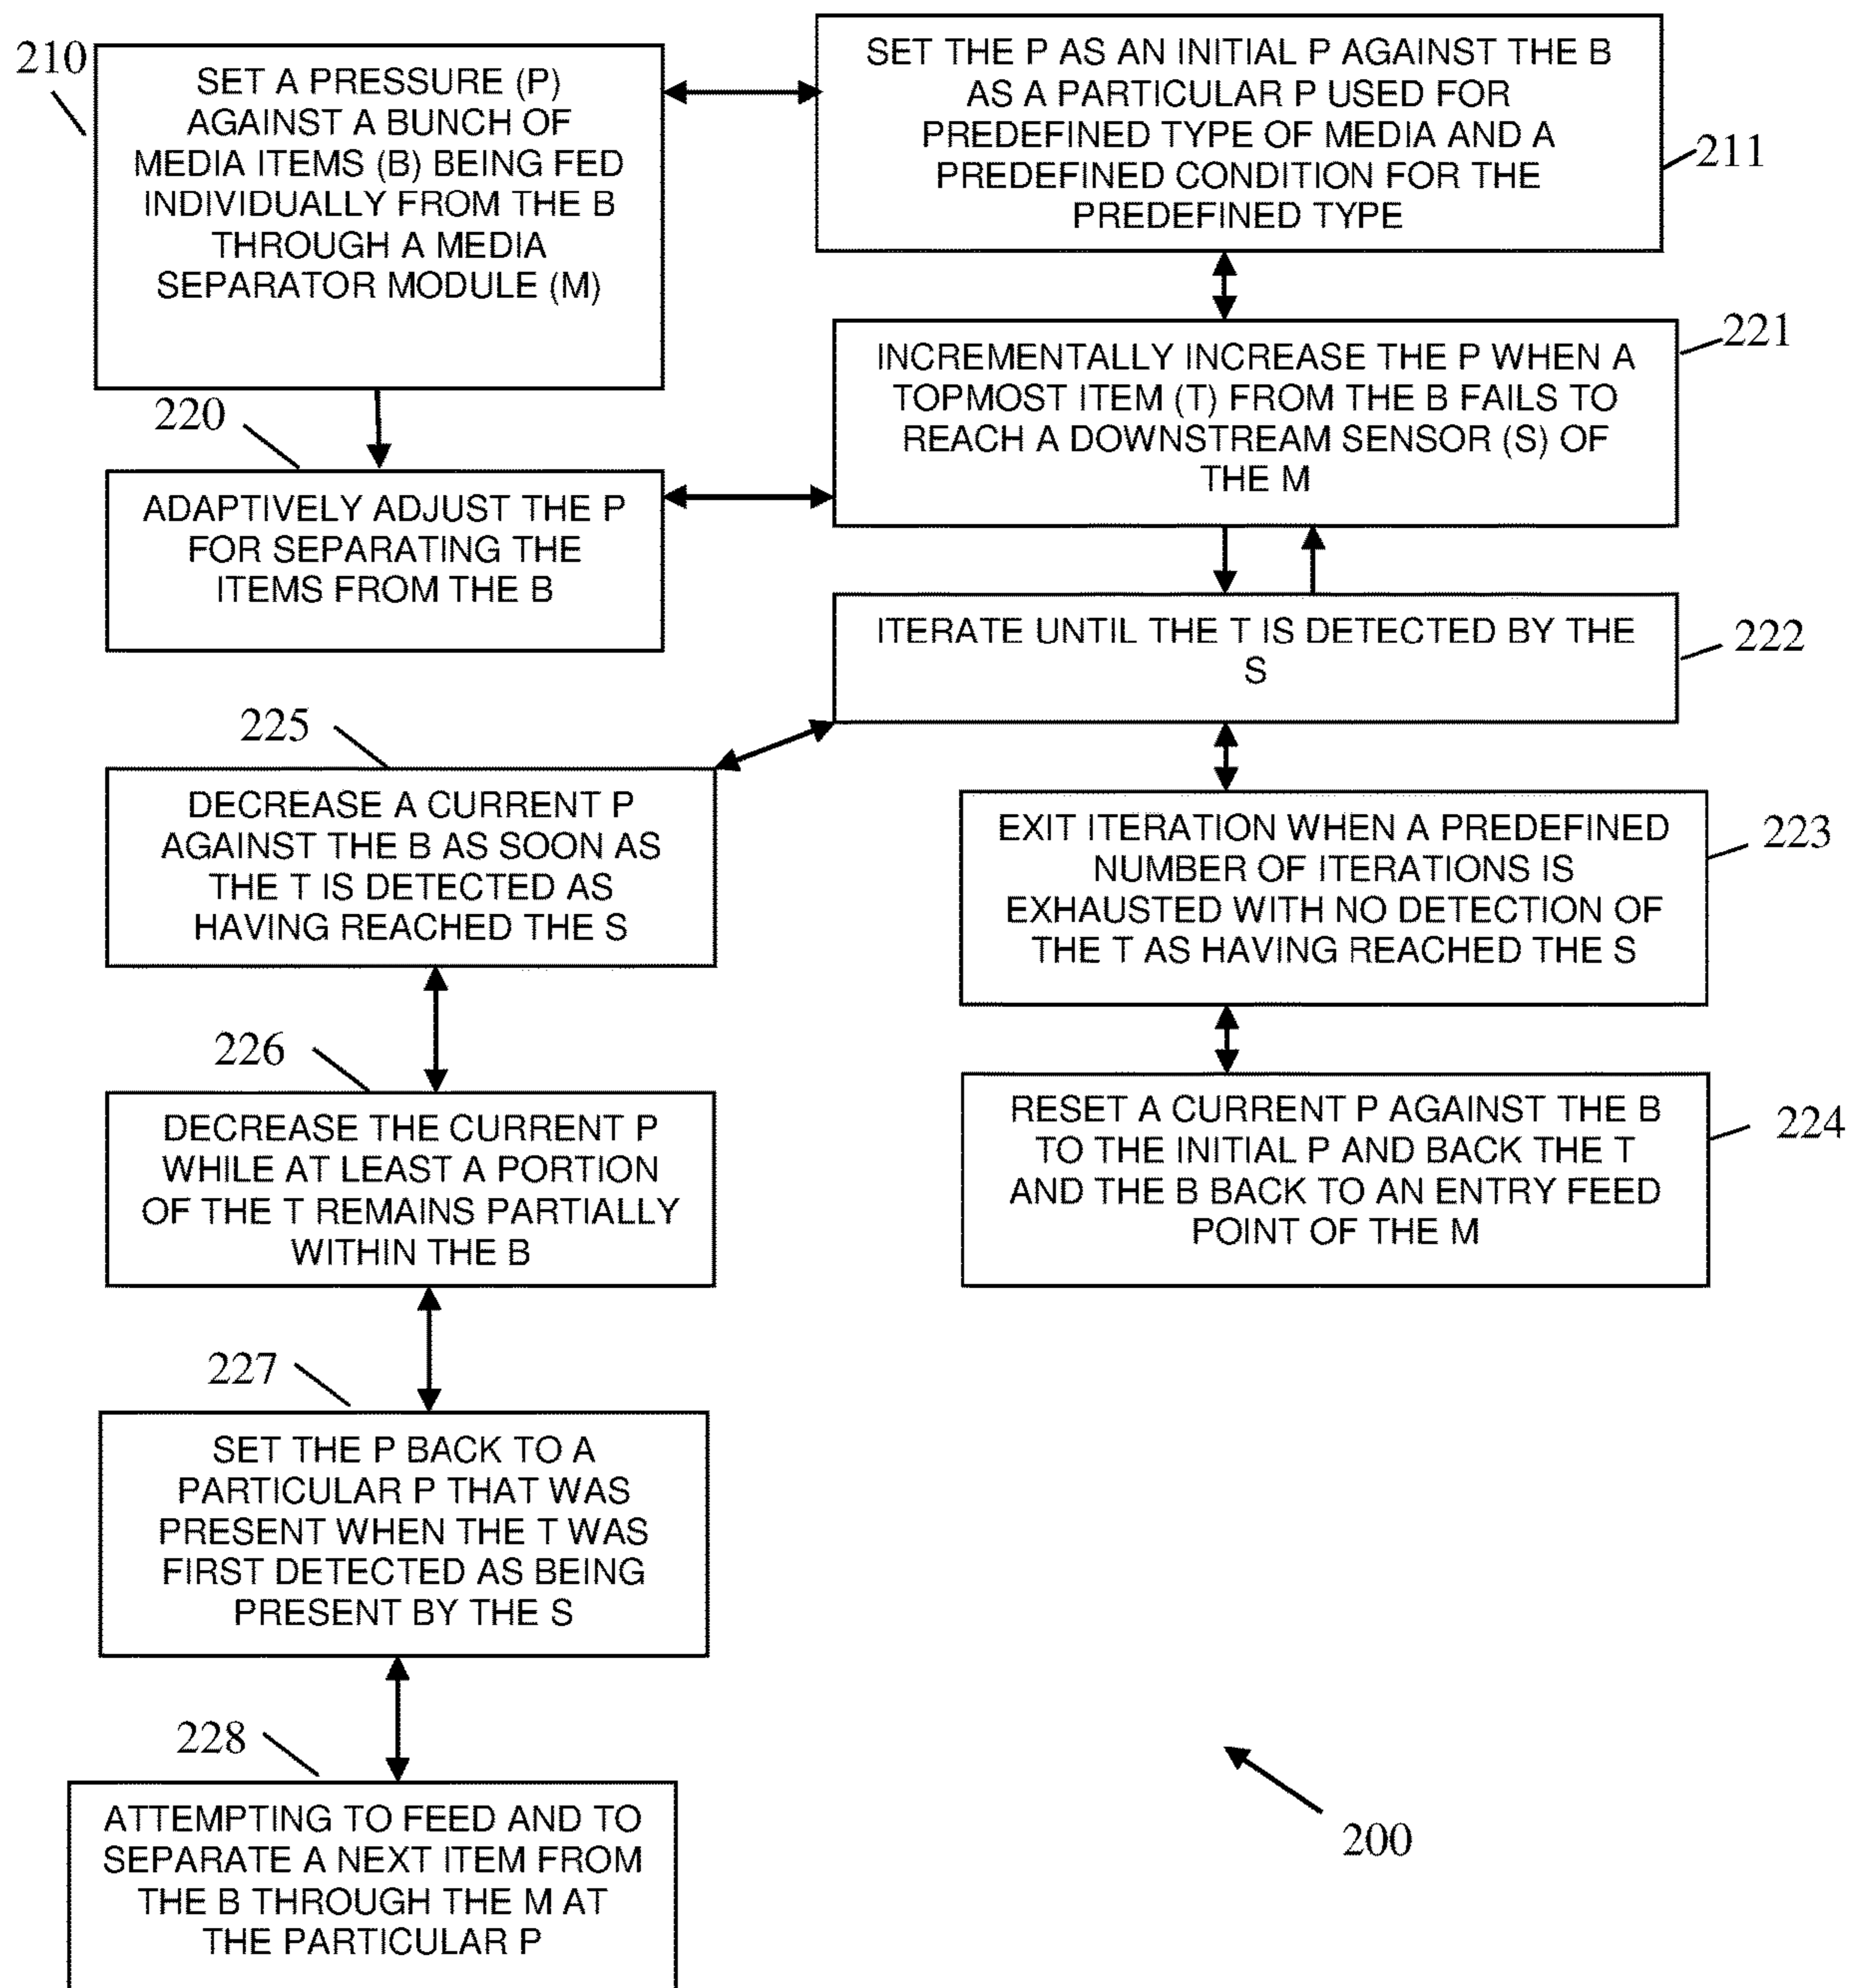 210
SET A PRESSURE (P)
AGAINST A BUNCH OF
MEDIA ITEMS (B) BEING FED
INDIVIDUALLY FROM THE B
THROUGH A MEDIA
SEPARATOR MODULE (M)
SET THE P AS AN INITIAL P AGAINST THE B
AS A PARTICULAR P USED FOR
PREDEFINED TYPE OF MEDIA AND A
PREDEFINED CONDITION FOR THE
PREDEFINED TYPE
211
220
ADAPTIVELY ADJUST THE P
FOR SEPARATING THE
ITEMS FROM THE B
INCREMENTALLY INCREASE THE P WHEN A
TOPMOST ITEM (T) FROM THE B FAILS TO
REACH A DOWNSTREAM SENSOR (S) OF
THE M
221
ITERATE UNTIL THE T IS DETECTED BY THE
S
222
225
DECREASE A CURRENT P
AGAINST THE B AS SOON AS
THE T IS DETECTED AS
HAVING REACHED THE S
EXIT ITERATION WHEN A PREDEFINED
NUMBER OF ITERATIONS IS
EXHAUSTED WITH NO DETECTION OF
THE T AS HAVING REACHED THE S
223
226
DECREASE THE CURRENT P
WHILE AT LEAST A PORTION
OF THE T REMAINS PARTIALLY
WITHIN THE B
RESET A CURRENT P AGAINST THE B
TO THE INITIAL P AND BACK THE T
AND THE B BACK TO AN ENTRY FEED
POINT OF THE M
224
227
SET THE P BACK TO A
PARTICULAR P THAT WAS
PRESENT WHEN THE T WAS
FIRST DETECTED AS BEING
PRESENT BY THE S
228
ATTEMPTING TO FEED AND TO
SEPARATE A NEXT ITEM FROM
THE B THROUGH THE M AT
THE PARTICULAR P
200